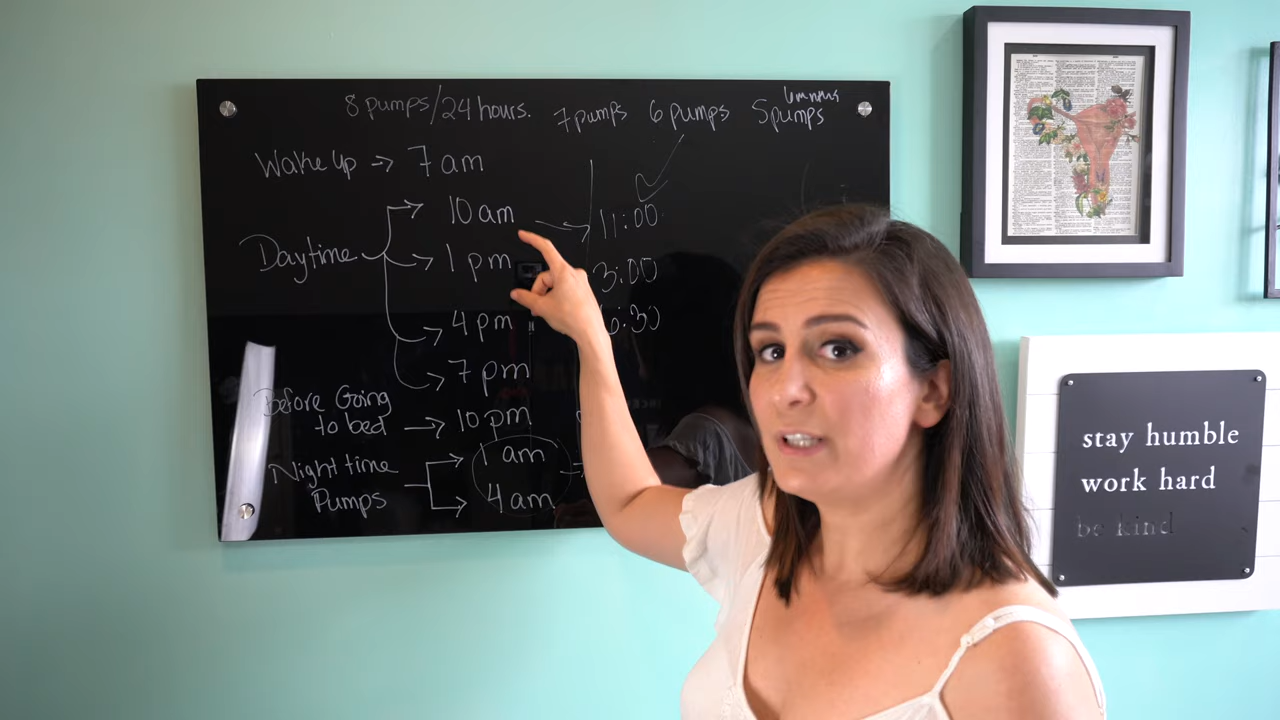 8 pumps/24 hours. 7 pumps 6 pumps 5 pumps
Wake up → 7 am
10 am → 11:00
Daytime
1 pm 3:00
4 pm 6:30
7 pm
Before Going
to bed → 10 pm
Night time
Pumps
1 am
4 am
stay humble
work hard
be kind